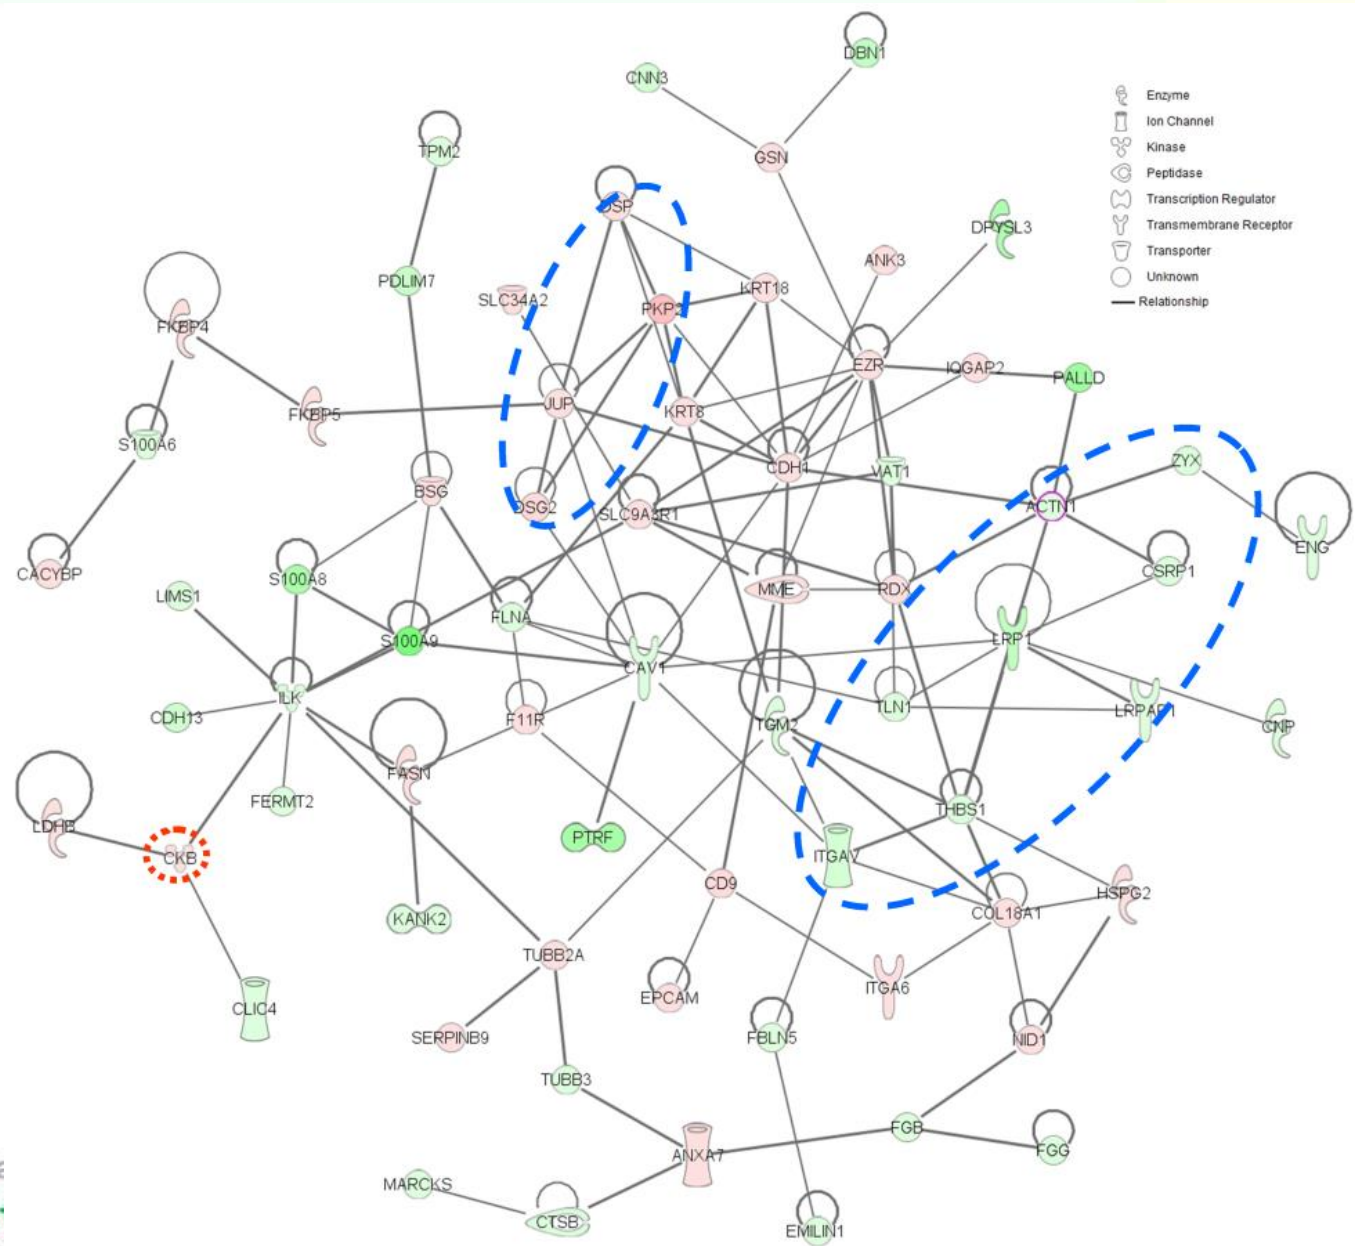 DBN1
CNN3
Enzyme
Ion Channel
Kinase
Peptidase
Transcription Regulator
Transmembrane Receptor
Transporter
Unknown
Relationship
TPM2
GSN
DSP
DPYSL3
ANK3
PDLIM7
SLC34A2
KRT18
PKP2
FKBP4
EZR
IQGAP2
PALLD
FKBP5
JUP
KRT8
S100A6
CDH1
VAT1
ZYX
BSG
DSG2
SLC9A3R1
ACTN1
ENG
CACYBP
S100A8
MME
RDX
CSRP1
LIMS1
FLNA
S100A9
CAV1
LRP1
ILK
CDH13
F11R
TGM2
TLN1
LRPAP1
CNP
FASN
FERMT2
THBS1
LDHB
CKB
PTRF
ITGAV
CD9
HSPG2
KANK2
COL18A1
TUBB2A
CLIC4
EPCAM
ITGA6
SERPINB9
FBLN5
NID1
TUBB3
FGB
FGG
ANXA7
MARCKS
CTSB
EMILIN1